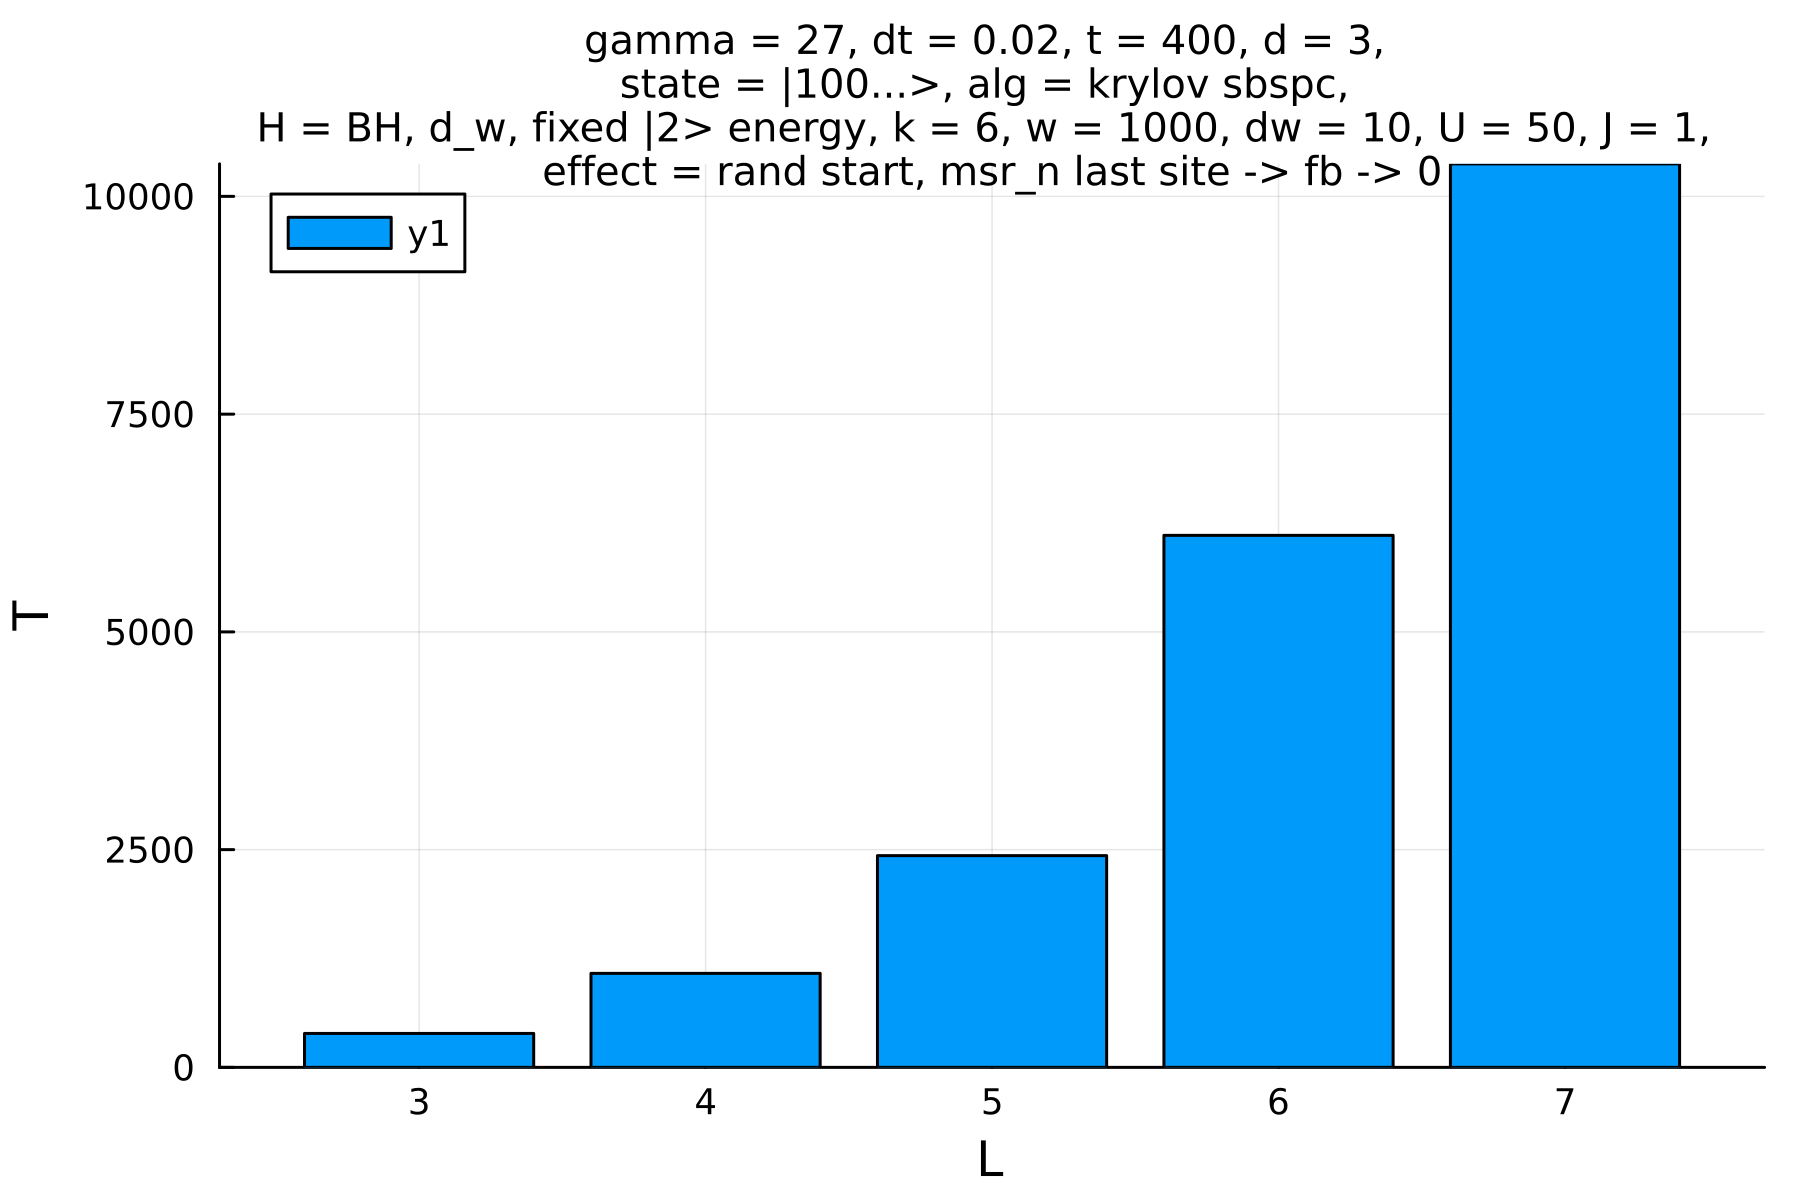 gamma = 27, dt = 0.02, t = 400, d = 3,
state = |100...>, alg = krylov sbspc,
H = BH, d_w, fixed |2> energy, k = 6, w = 1000, dw = 10, U = 50, J = 1,
effect = rand start, msr_n last site -> fb -> 0
10000
y1
7500
T
5000
2500
0
3 4 5 6 7
L